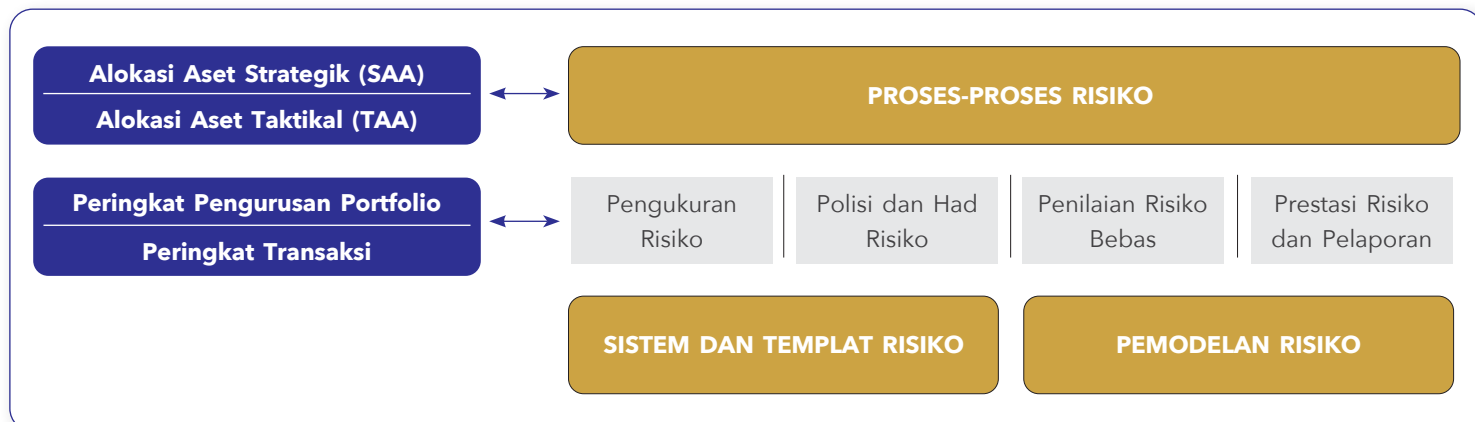 Alokasi Aset Strategik (SAA)
Alokasi Aset Taktikal (TAA)
PROSES-PROSES RISIKO
Peringkat Pengurusan Portfolio
Peringkat Transaksi
Pengukuran
Risiko
Polisi dan Had
Risiko
Penilaian Risiko
Bebas
Prestasi Risiko
dan Pelaporan
SISTEM DAN TEMPLAT RISIKO
PEMODELAN RISIKO